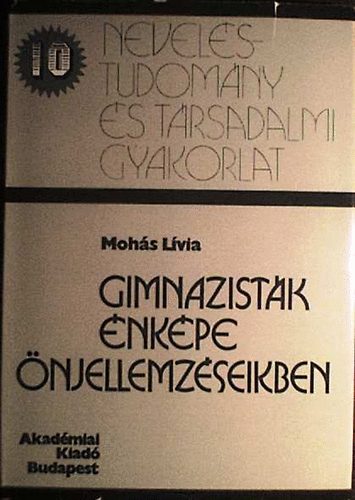 10
NEVELÉS-
TUDOMÁNY
ÉS TÁRSADALMI
GYAKORLAT
Mohás Lívia
GIMNAZISTÁK
ÉNKÉPE
ÖNJELLEMZÉSEIKBEN
Akadémiai
Kiadó
Budapest